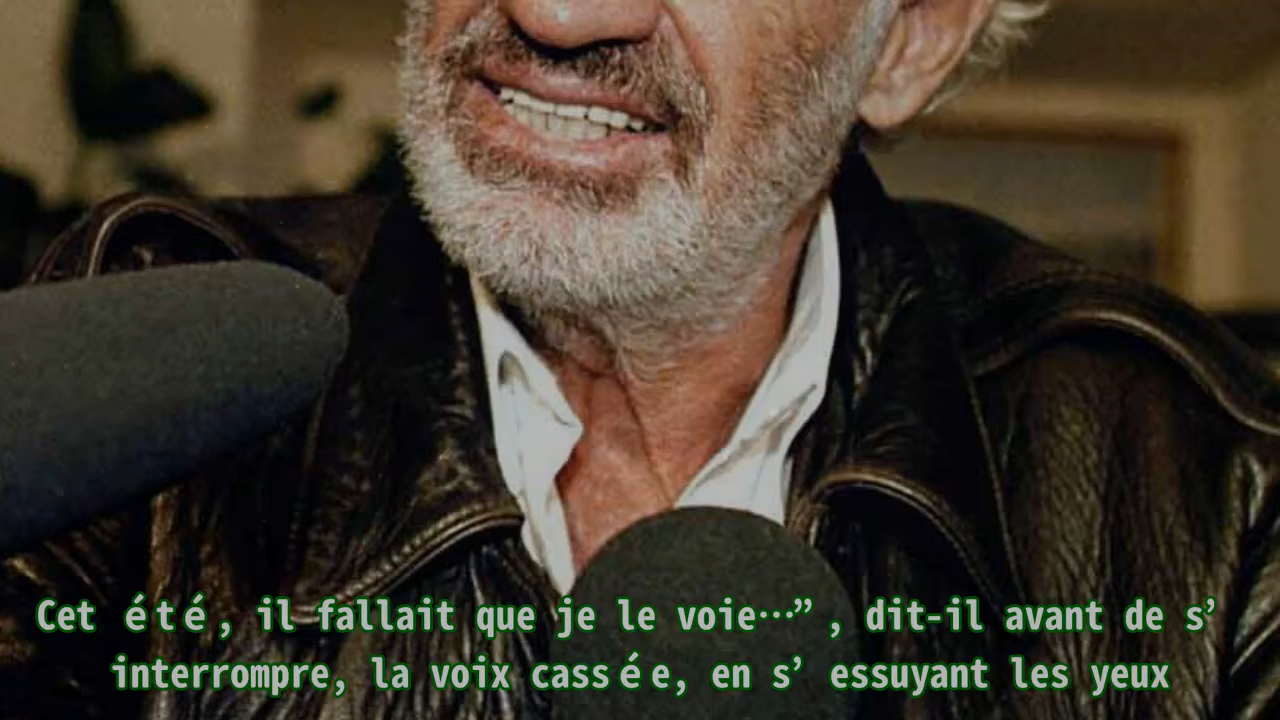 Cet été, il fallait que je le voie…”, dit-il avant de s’
interrompre, la voix cassée, en s’ essuyant les yeux